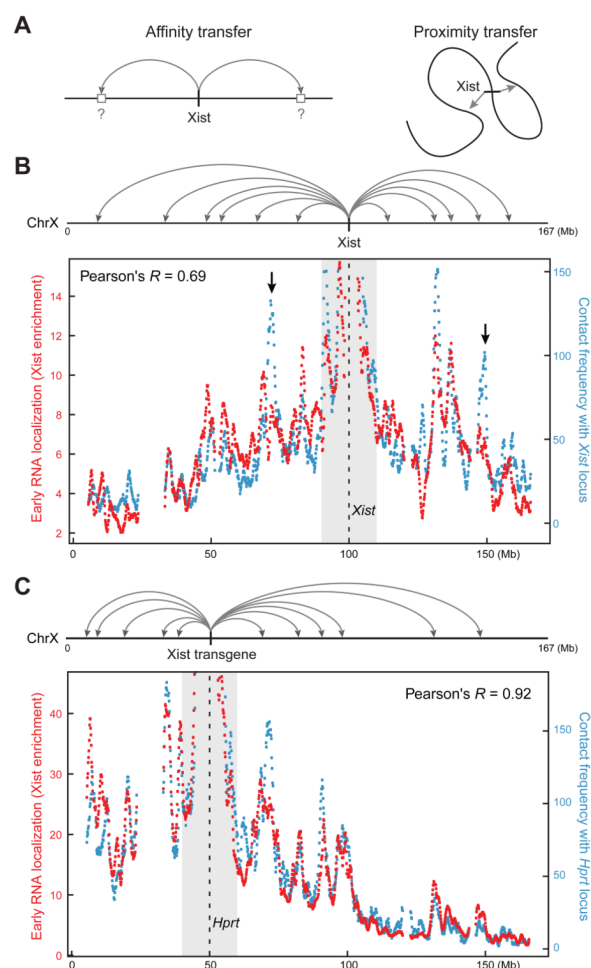 A
Affinity transfer
Proximity transfer
Xist
Xist
?
?
B
ChrX
0
Xist
167 (Mb)
Pearson's R = 0.69
Early RNA localization (Xist enrichment)
14
12
10
8
6
4
2
150
100
50
0
Contact frequency with Xist locus
Xist
0
50
100
150 (Mb)
C
ChrX
0
Xist transgene
167 (Mb)
Pearson's R = 0.92
Early RNA localization (Xist enrichment)
40
30
20
10
0
150
100
50
0
Contact frequency with Hprt locus
Hprt
0
50
100
150 (Mb)